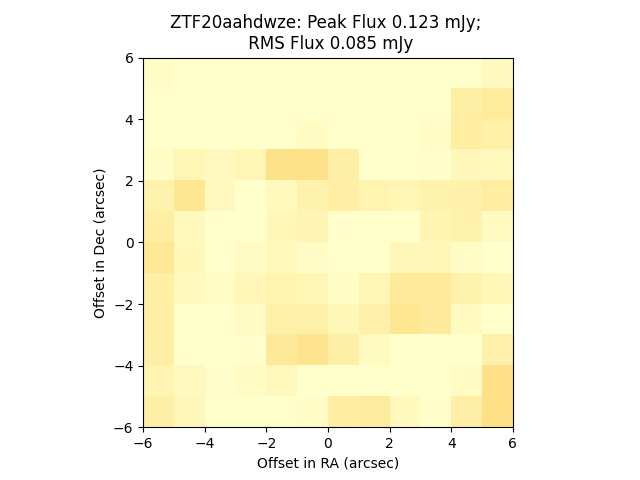 ZTF20aahdwze: Peak Flux 0.123 mJy;
RMS Flux 0.085 mJy
6
4
2
0
−2
−4
−6
Offset in Dec (arcsec)
−6 −4 −2 0 2 4 6
Offset in RA (arcsec)